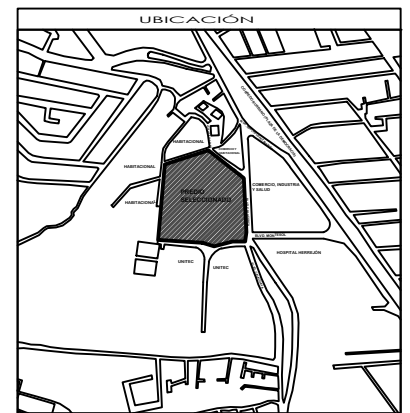 UBICACIÓN
HABITACIONAL
HABITACIONAL
HABITACIONAL
PREDIO
SELECCIONADO
COMERCIO, INDUSTRIA
Y SALUD
HOSPITAL HERREJÓN
UNITEC
UNITEC